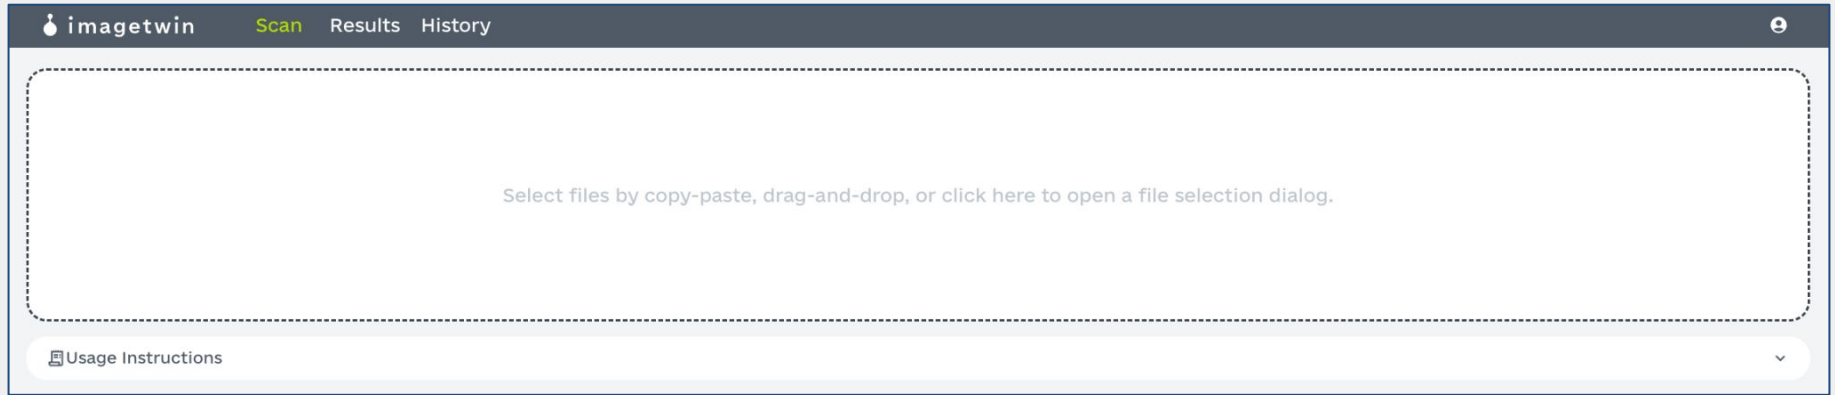 imagetwin Scan Results History
Select files by copy-paste, drag-and-drop, or click here to open a file selection dialog.
Usage Instructions